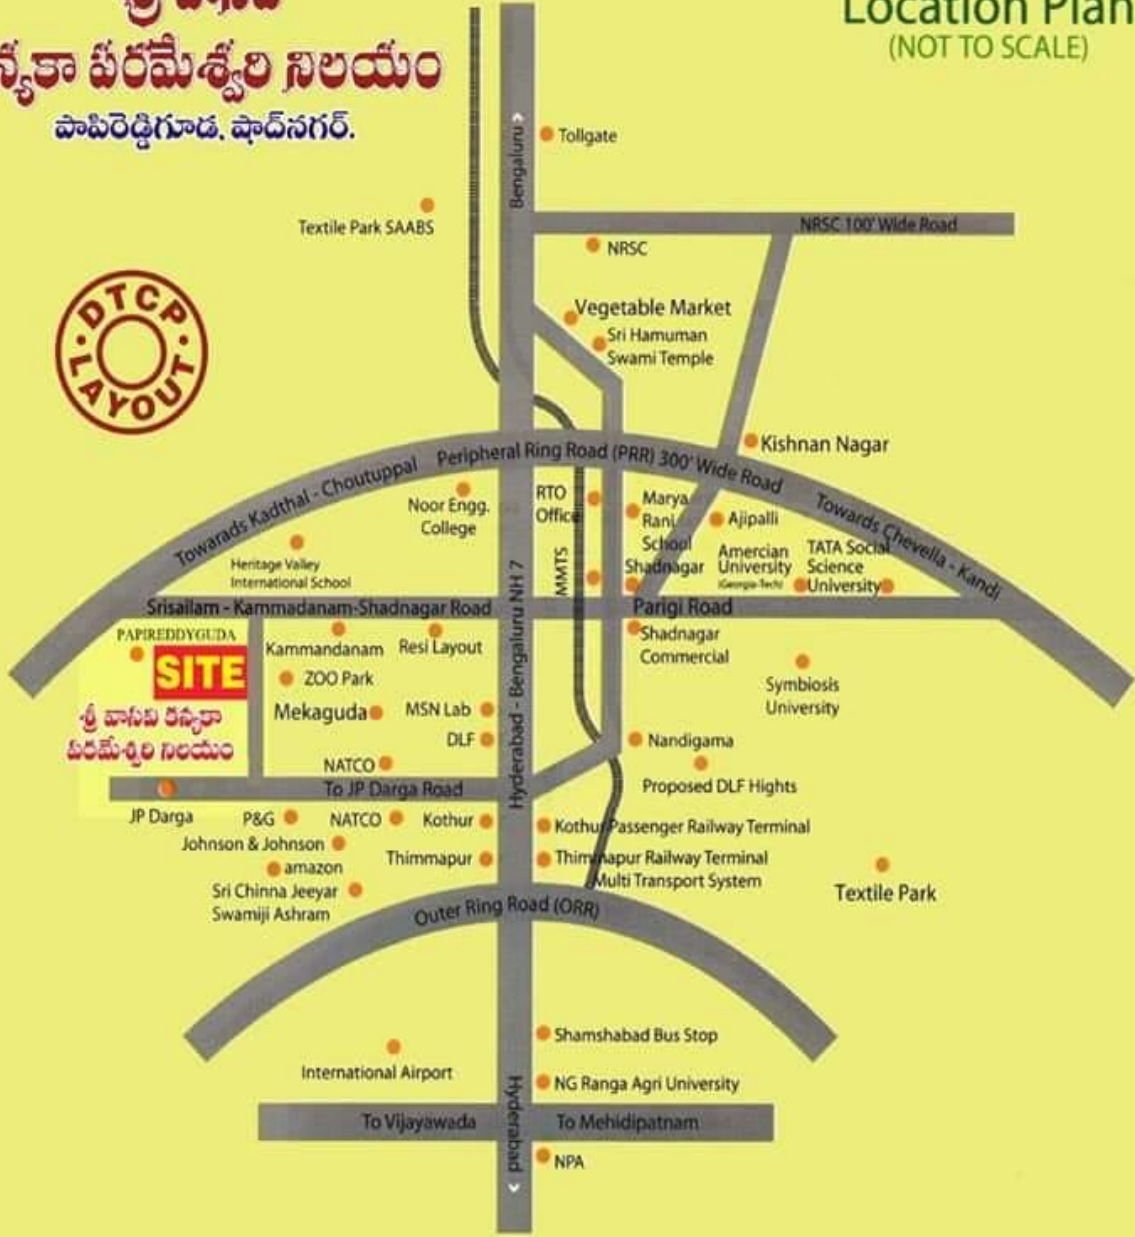 Location Plan
(NOT TO SCALE)
పరమేశ్వరి నిలయం
పాపిరెడ్డిగూడ, షాద్‌నగర్.
Bengaluru
Tollgate
Textile Park SAABS
NRSC 100' Wide Road
NRSC
DTCP
LAYOUT
Vegetable Market
Sri Hamuman
Swami Temple
Kishnan Nagar
Towarads Kadthal - Choutuppal
Peripheral Ring Road (PRR) 300' Wide Road
Towards Chevella - Kandi
Noor Engg.
College
RTO
Office
Marya
Rani
School
Ajipalli
Heritage Valley
International School
MMTS
Shadnagar
Amercian
University
(Georgia-Tech)
TATA Social
Science
University
Srisailam - Kammadanam-Shadnagar Road
Parigi Road
PAPIREDDYGUDA
SITE
శ్రీ వాసవి కన్యకా
పరమేశ్వరి నిలయం
Kammandanam
Resi Layout
Shadnagar
Commercial
ZOO Park
Symbiosis
University
Mekaguda
MSN Lab
DLF
Hyderabad - Bengaluru NH 7
Nandigama
NATCO
Proposed DLF Hights
To JP Darga Road
JP Darga
P&G
NATCO
Kothur
Kothur Passenger Railway Terminal
Johnson & Johnson
Thimmapur
Thimmapur Railway Terminal
amazon
Multi Transport System
Sri Chinna Jeeyar
Swamiji Ashram
Textile Park
Outer Ring Road (ORR)
Shamshabad Bus Stop
International Airport
NG Ranga Agri University
To Vijayawada
To Mehidipatnam
Hyderabad
NPA